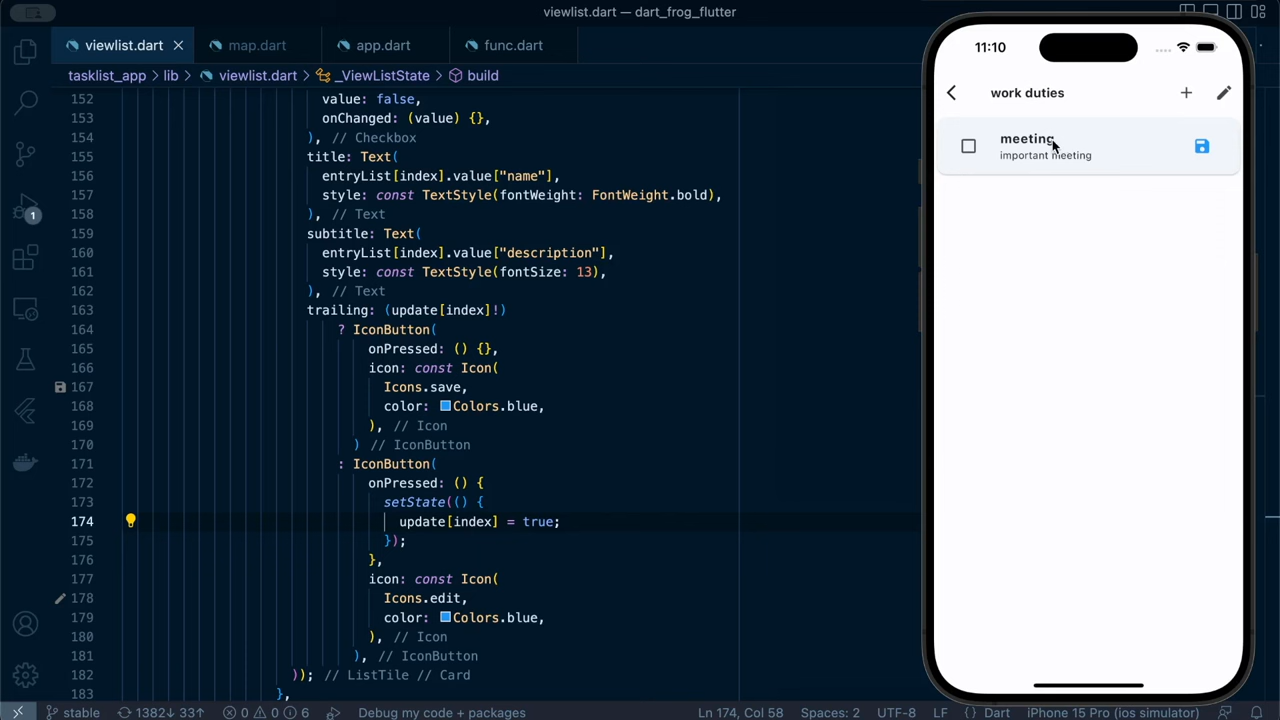 viewlist.dart — dart_frog_flutter
viewlist.dart
map.dart
app.dart
func.dart
tasklist_app > lib > viewlist.dart > _ViewListState > build
152 value: false,
153 onChanged: (value) {},
154 ), // Checkbox
155 title: Text(
156 entryList[index].value["name"],
157 style: const TextStyle(fontWeight: FontWeight.bold),
158 ), // Text
159 subtitle: Text(
160 entryList[index].value["description"],
161 style: const TextStyle(fontSize: 13),
162 ), // Text
163 trailing: (update[index]!)
164 ? IconButton(
165 onPressed: () {},
166 icon: const Icon(
167 Icons.save,
168 color: Colors.blue,
169 ), // Icon
170 ) // IconButton
171 : IconButton(
172 onPressed: () {
173 setState(() {
174 update[index] = true;
175 });
176 },
177 icon: const Icon(
178 Icons.edit,
179 color: Colors.blue,
180 ), // Icon
181 ), // IconButton
182 )); // ListTile // Card
183 },
1
11:10
work duties
meeting
important meeting
stable 1382↓ 33↑ 0 0 6 Debug my code + packages Ln 174, Col 58 Spaces: 2 UTF-8 LF {} Dart iPhone 15 Pro (ios simulator)